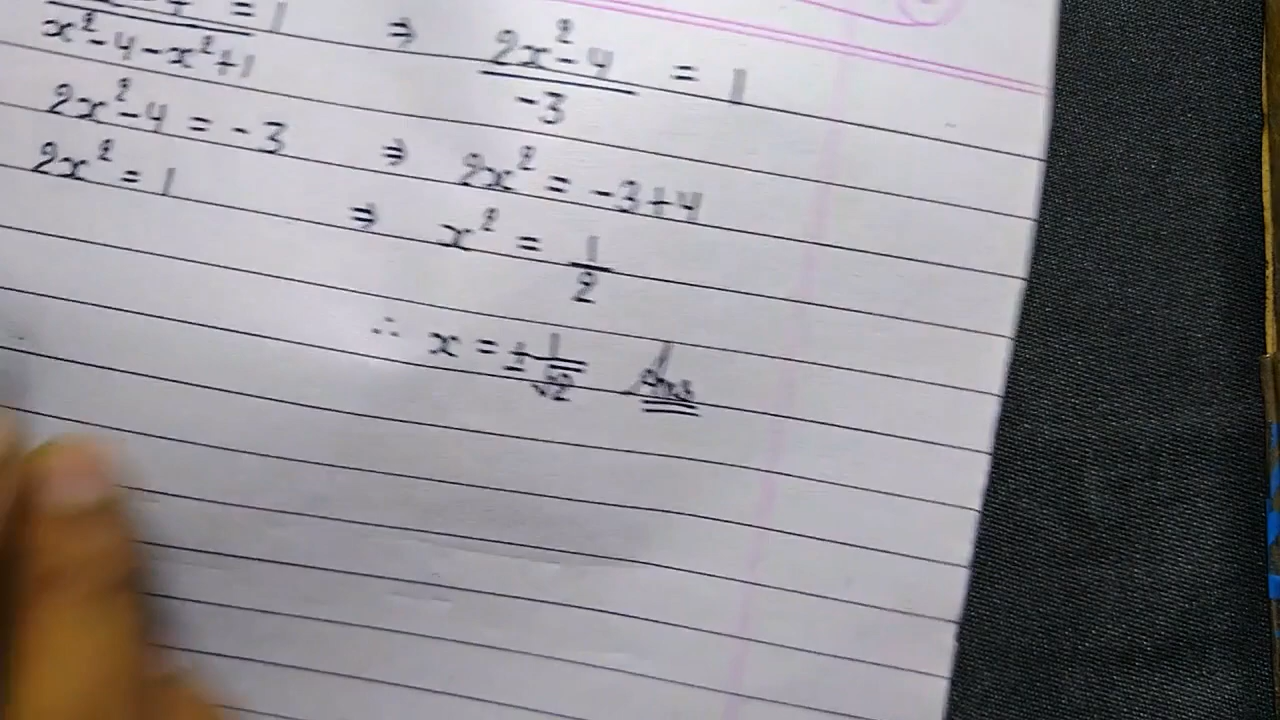 = 1
x²-4-x²+1 ⇒ 2x²-4 / -3 = 1
2x²-4 = -3 ⇒ 2x² = -3+4
2x² = 1 ⇒ x² = 1/2
∴ x = ± 1/√2 Ans